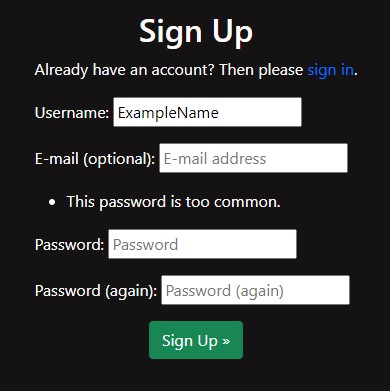 Sign Up
Already have an account? Then please sign in.
Username: ExampleName
E-mail (optional): E-mail address
• This password is too common.
Password: Password
Password (again): Password (again)
Sign Up »